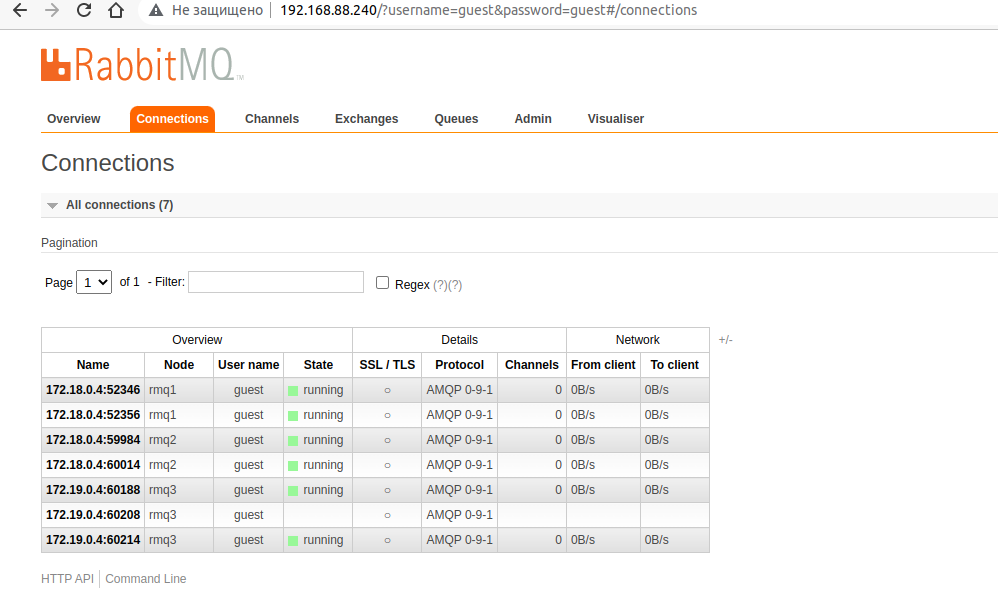 Не защищено 192.168.88.240/?username=guest&password=guest#/connections
RabbitMQ™
Overview Connections Channels Exchanges Queues Admin Visualiser
Connections
All connections (7)
Pagination
Page 1 of 1 - Filter: Regex (?)(?)
Overview Details Network +/-
Name Node User name State SSL / TLS Protocol Channels From client To client
172.18.0.4:52346 rmq1 guest running ○ AMQP 0-9-1 0 0B/s 0B/s
172.18.0.4:52356 rmq1 guest running ○ AMQP 0-9-1 0 0B/s 0B/s
172.18.0.4:59984 rmq2 guest running ○ AMQP 0-9-1 0 0B/s 0B/s
172.18.0.4:60014 rmq2 guest running ○ AMQP 0-9-1 0 0B/s 0B/s
172.19.0.4:60188 rmq3 guest running ○ AMQP 0-9-1 0 0B/s 0B/s
172.19.0.4:60208 rmq3 guest ○ AMQP 0-9-1
172.19.0.4:60214 rmq3 guest running ○ AMQP 0-9-1 0 0B/s 0B/s
HTTP API Command Line